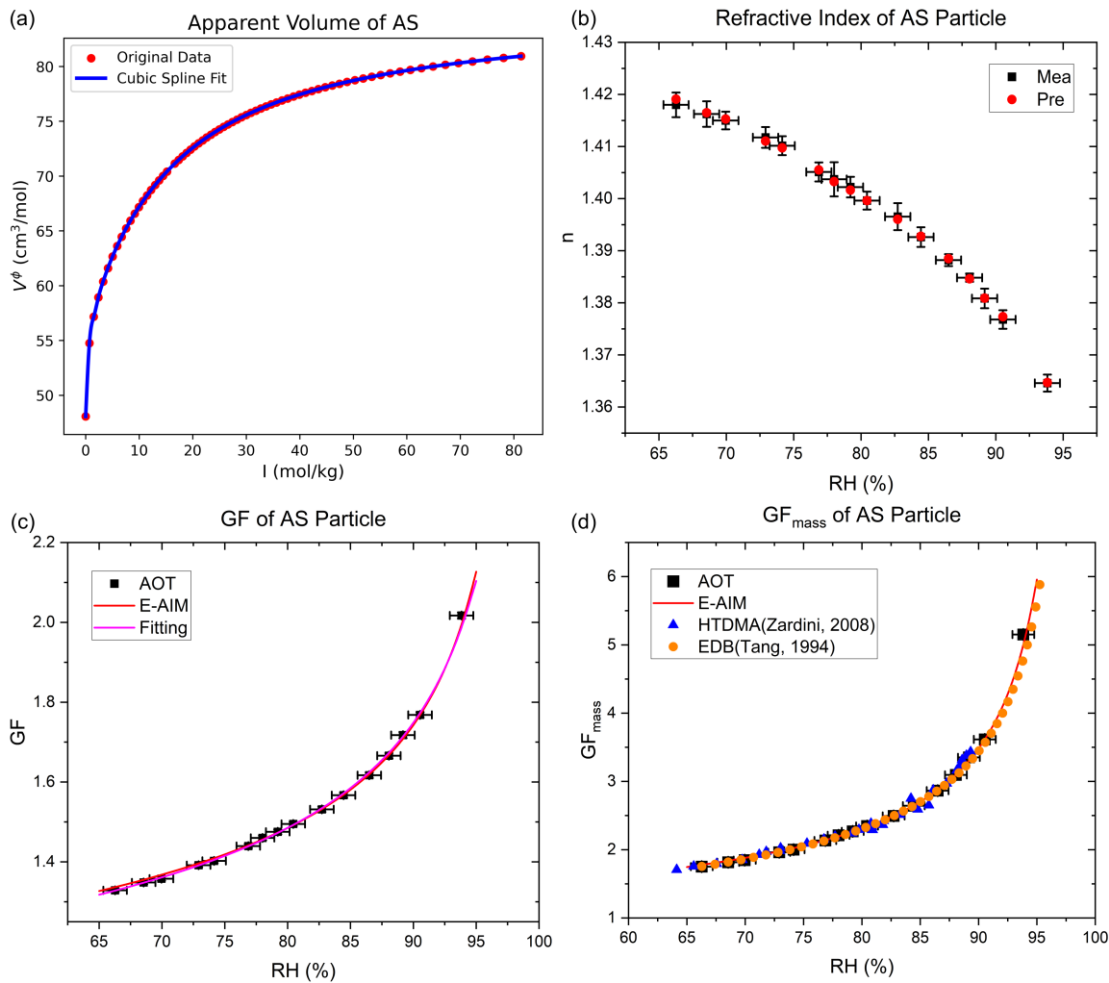 (a)
Apparent Volume of AS
Original Data
Cubic Spline Fit
80
75
70
65
60
55
50
V^ϕ (cm³/mol)
0 10 20 30 40 50 60 70 80
I (mol/kg)
(b)
Refractive Index of AS Particle
Mea
Pre
1.43
1.42
1.41
1.40
1.39
1.38
1.37
1.36
n
65 70 75 80 85 90 95
RH (%)
(c)
GF of AS Particle
AOT
E-AIM
Fitting
2.2
2.0
1.8
1.6
1.4
GF
65 70 75 80 85 90 95 100
RH (%)
(d)
GFmass of AS Particle
AOT
E-AIM
HTDMA(Zardini, 2008)
EDB(Tang, 1994)
6
5
4
3
2
1
GFmass
60 65 70 75 80 85 90 95 100
RH (%)